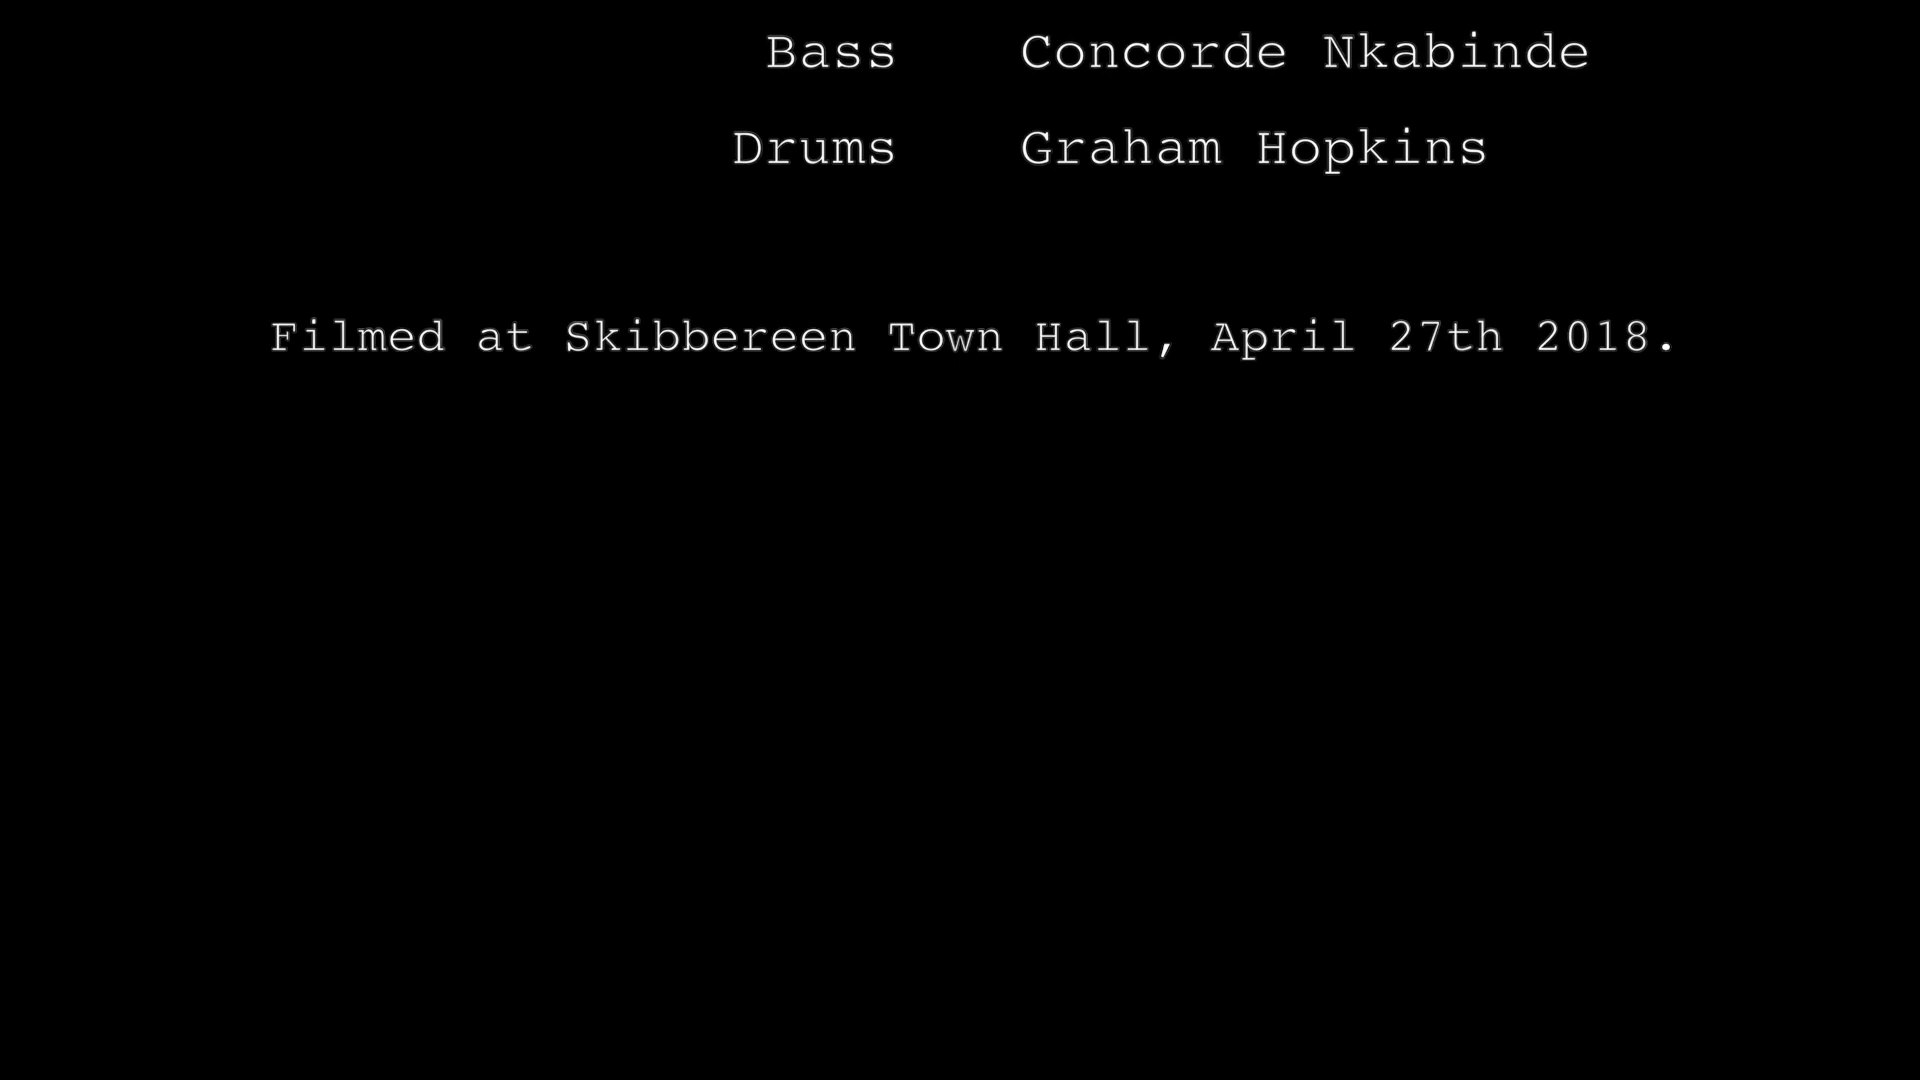 Bass Concorde Nkabinde
Drums Graham Hopkins
Filmed at Skibbereen Town Hall, April 27th 2018.